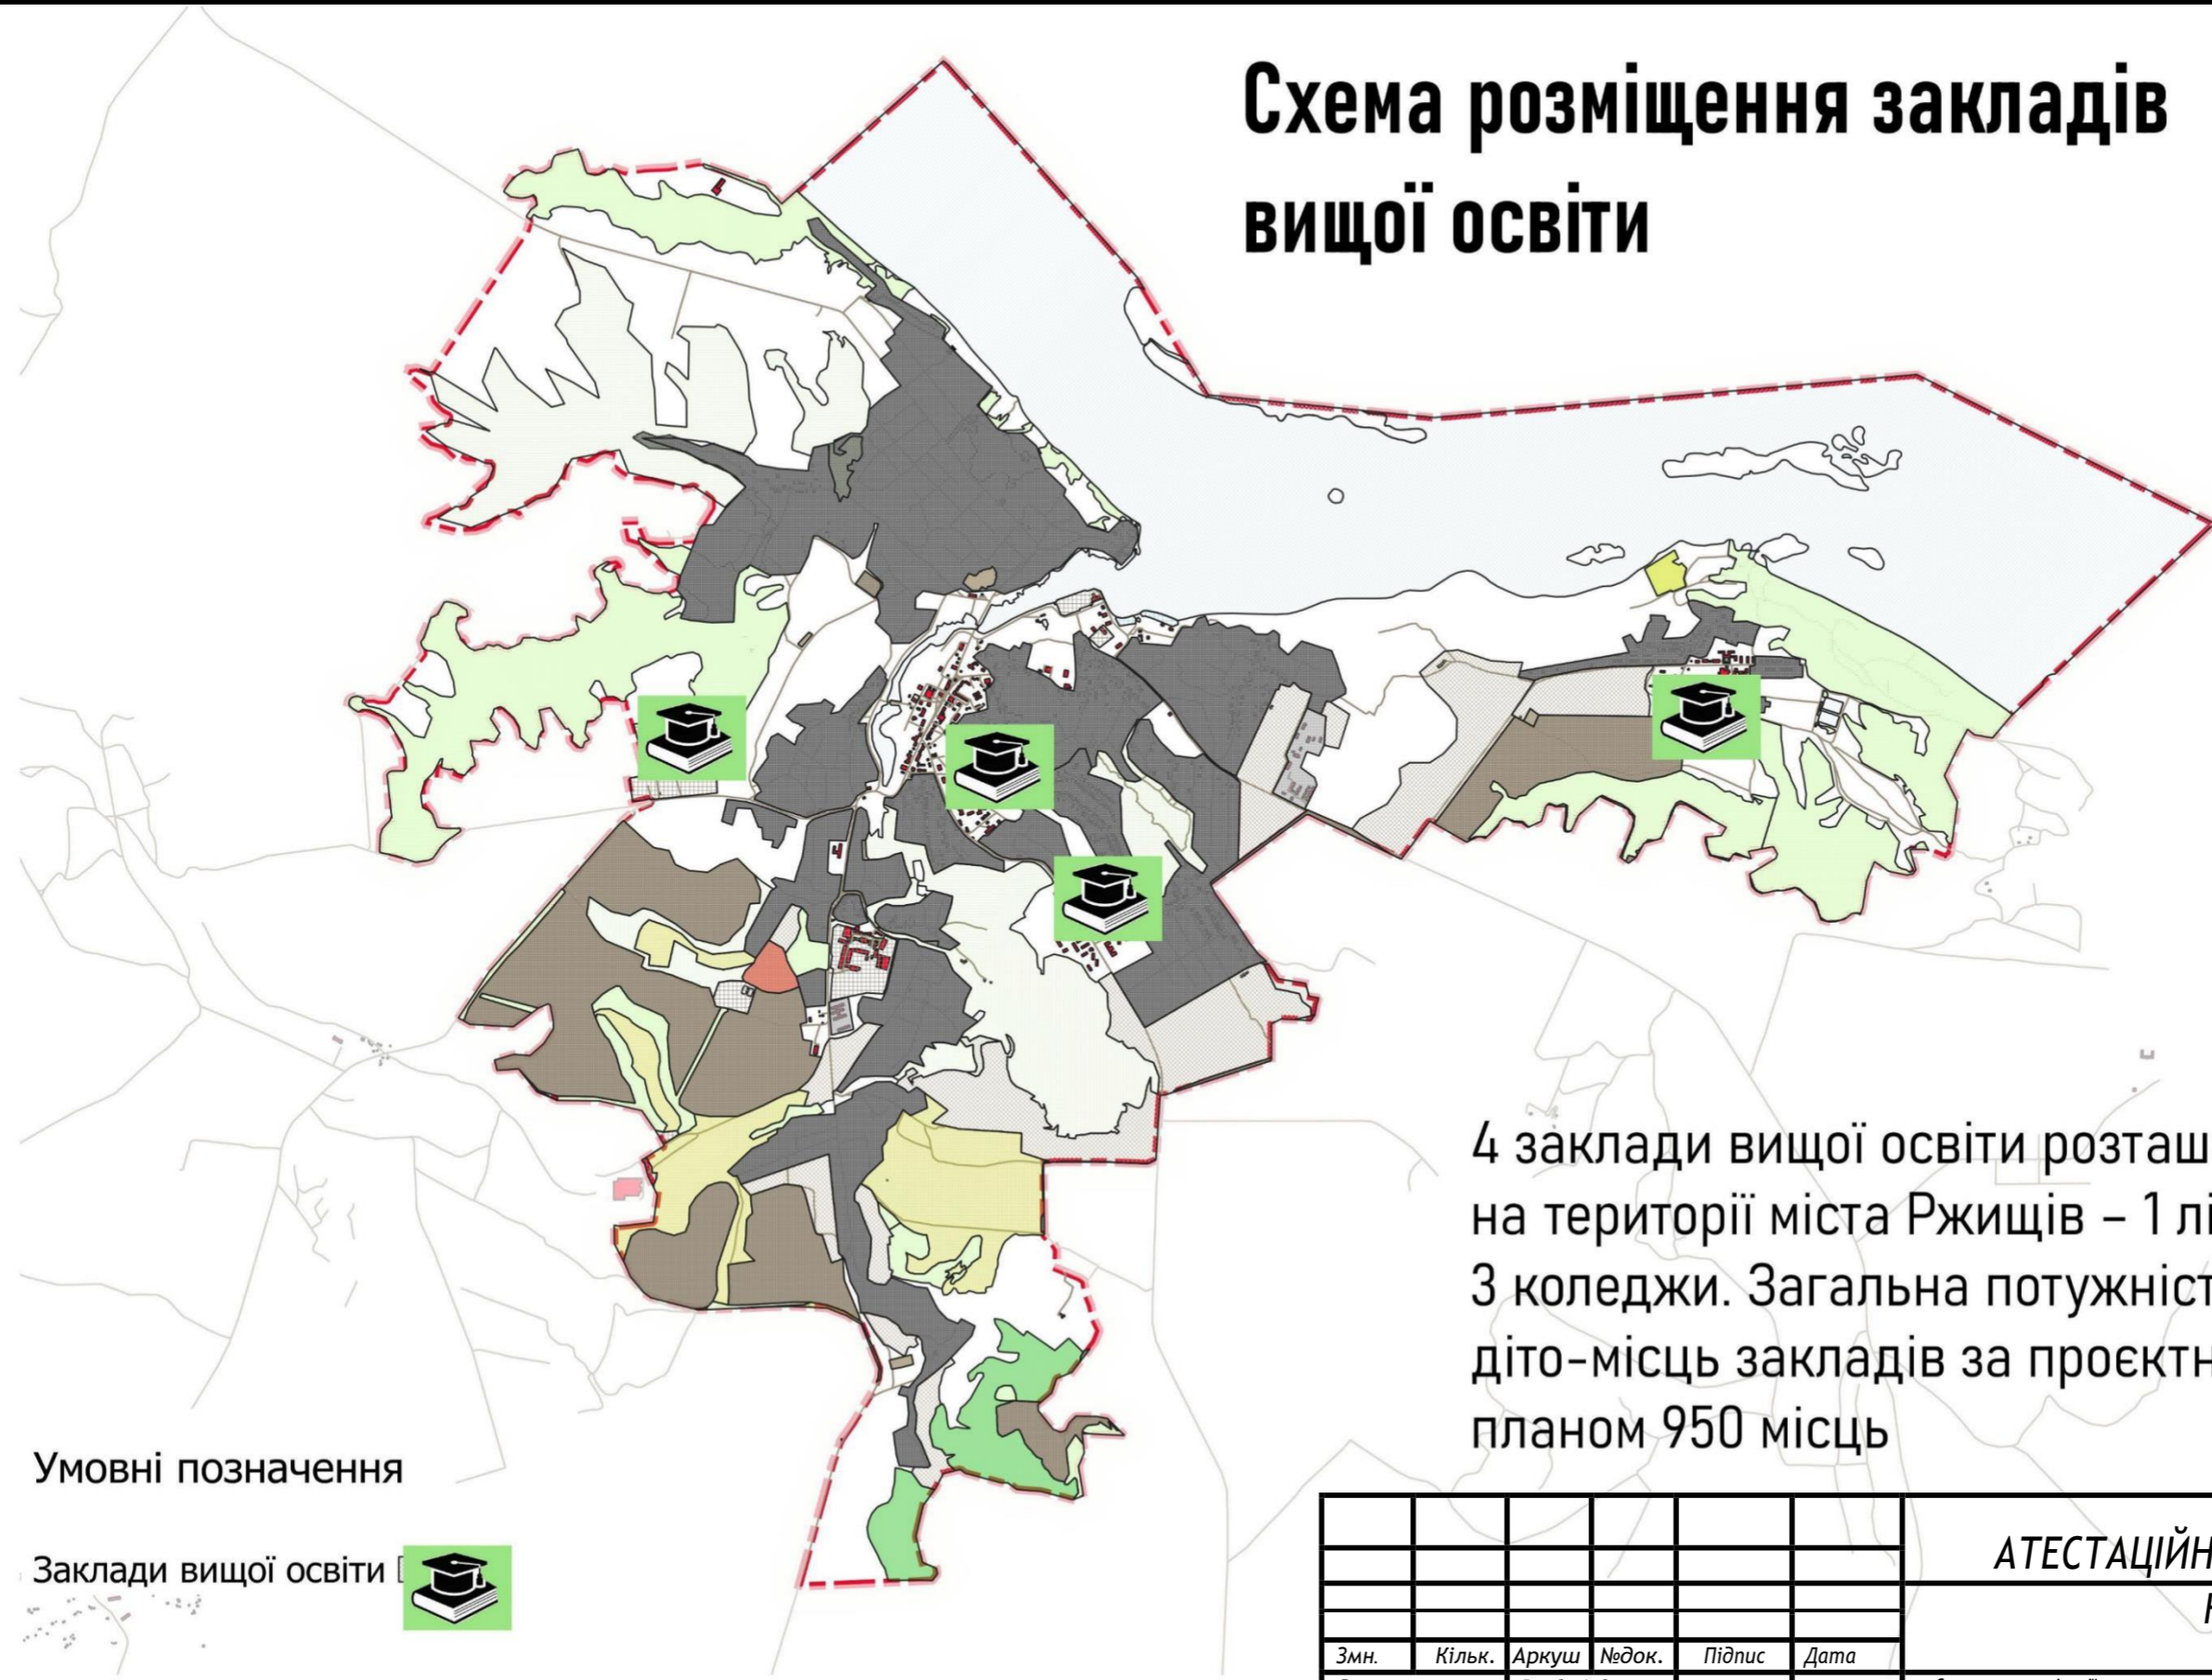 Схема розміщення закладів
вищої освіти
4 заклади вищої освіти розташ
на території міста Ржищів – 1 лі
3 коледжи. Загальна потужніст
діто-місць закладів за проєктн
планом 950 місць
Умовні позначення
Заклади вищої освіти
АТЕСТАЦІЙН
Змн. Кільк. Аркуш №док. Підпис Дата